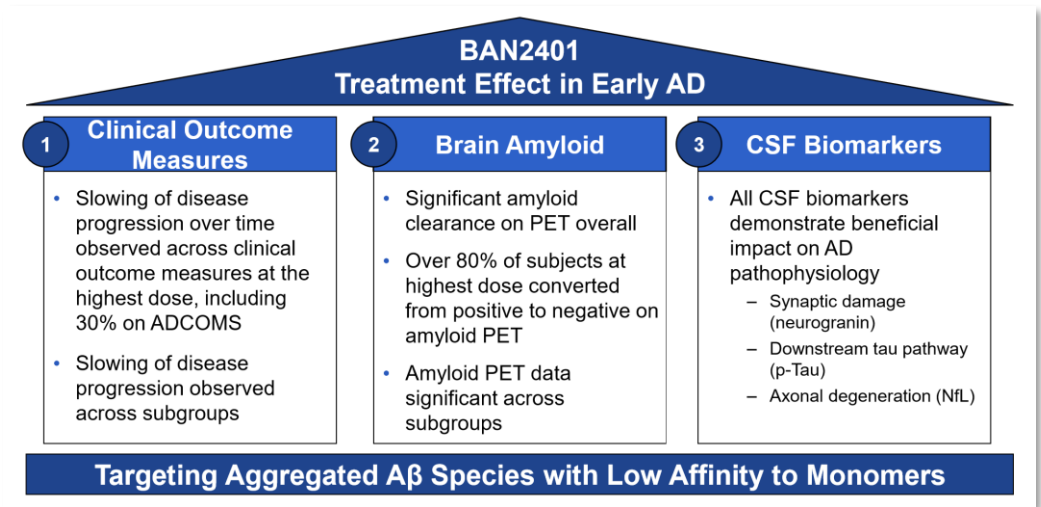 BAN2401
Treatment Effect in Early AD
1
Clinical Outcome
Measures
• Slowing of disease
progression over time
observed across clinical
outcome measures at the
highest dose, including
30% on ADCOMS
• Slowing of disease
progression observed
across subgroups
2
Brain Amyloid
• Significant amyloid
clearance on PET overall
• Over 80% of subjects at
highest dose converted
from positive to negative on
amyloid PET
• Amyloid PET data
significant across
subgroups
3
CSF Biomarkers
• All CSF biomarkers
demonstrate beneficial
impact on AD
pathophysiology
– Synaptic damage
(neurogranin)
– Downstream tau pathway
(p-Tau)
– Axonal degeneration (NfL)
Targeting Aggregated Aβ Species with Low Affinity to Monomers